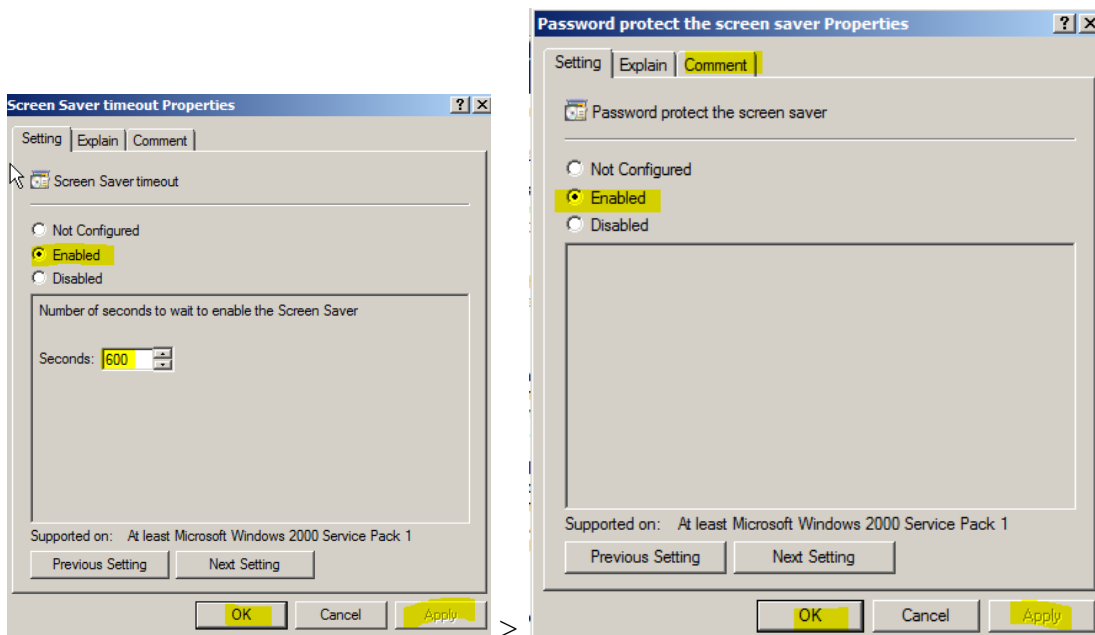 Screen Saver timeout Properties
Setting Explain Comment
Screen Saver timeout
Not Configured
Enabled
Disabled
Number of seconds to wait to enable the Screen Saver
Seconds: 600
Supported on: At least Microsoft Windows 2000 Service Pack 1
Previous Setting Next Setting
OK Cancel Apply
>
Password protect the screen saver Properties
Setting Explain Comment
Password protect the screen saver
Not Configured
Enabled
Disabled
Supported on: At least Microsoft Windows 2000 Service Pack 1
Previous Setting Next Setting
OK Cancel Apply